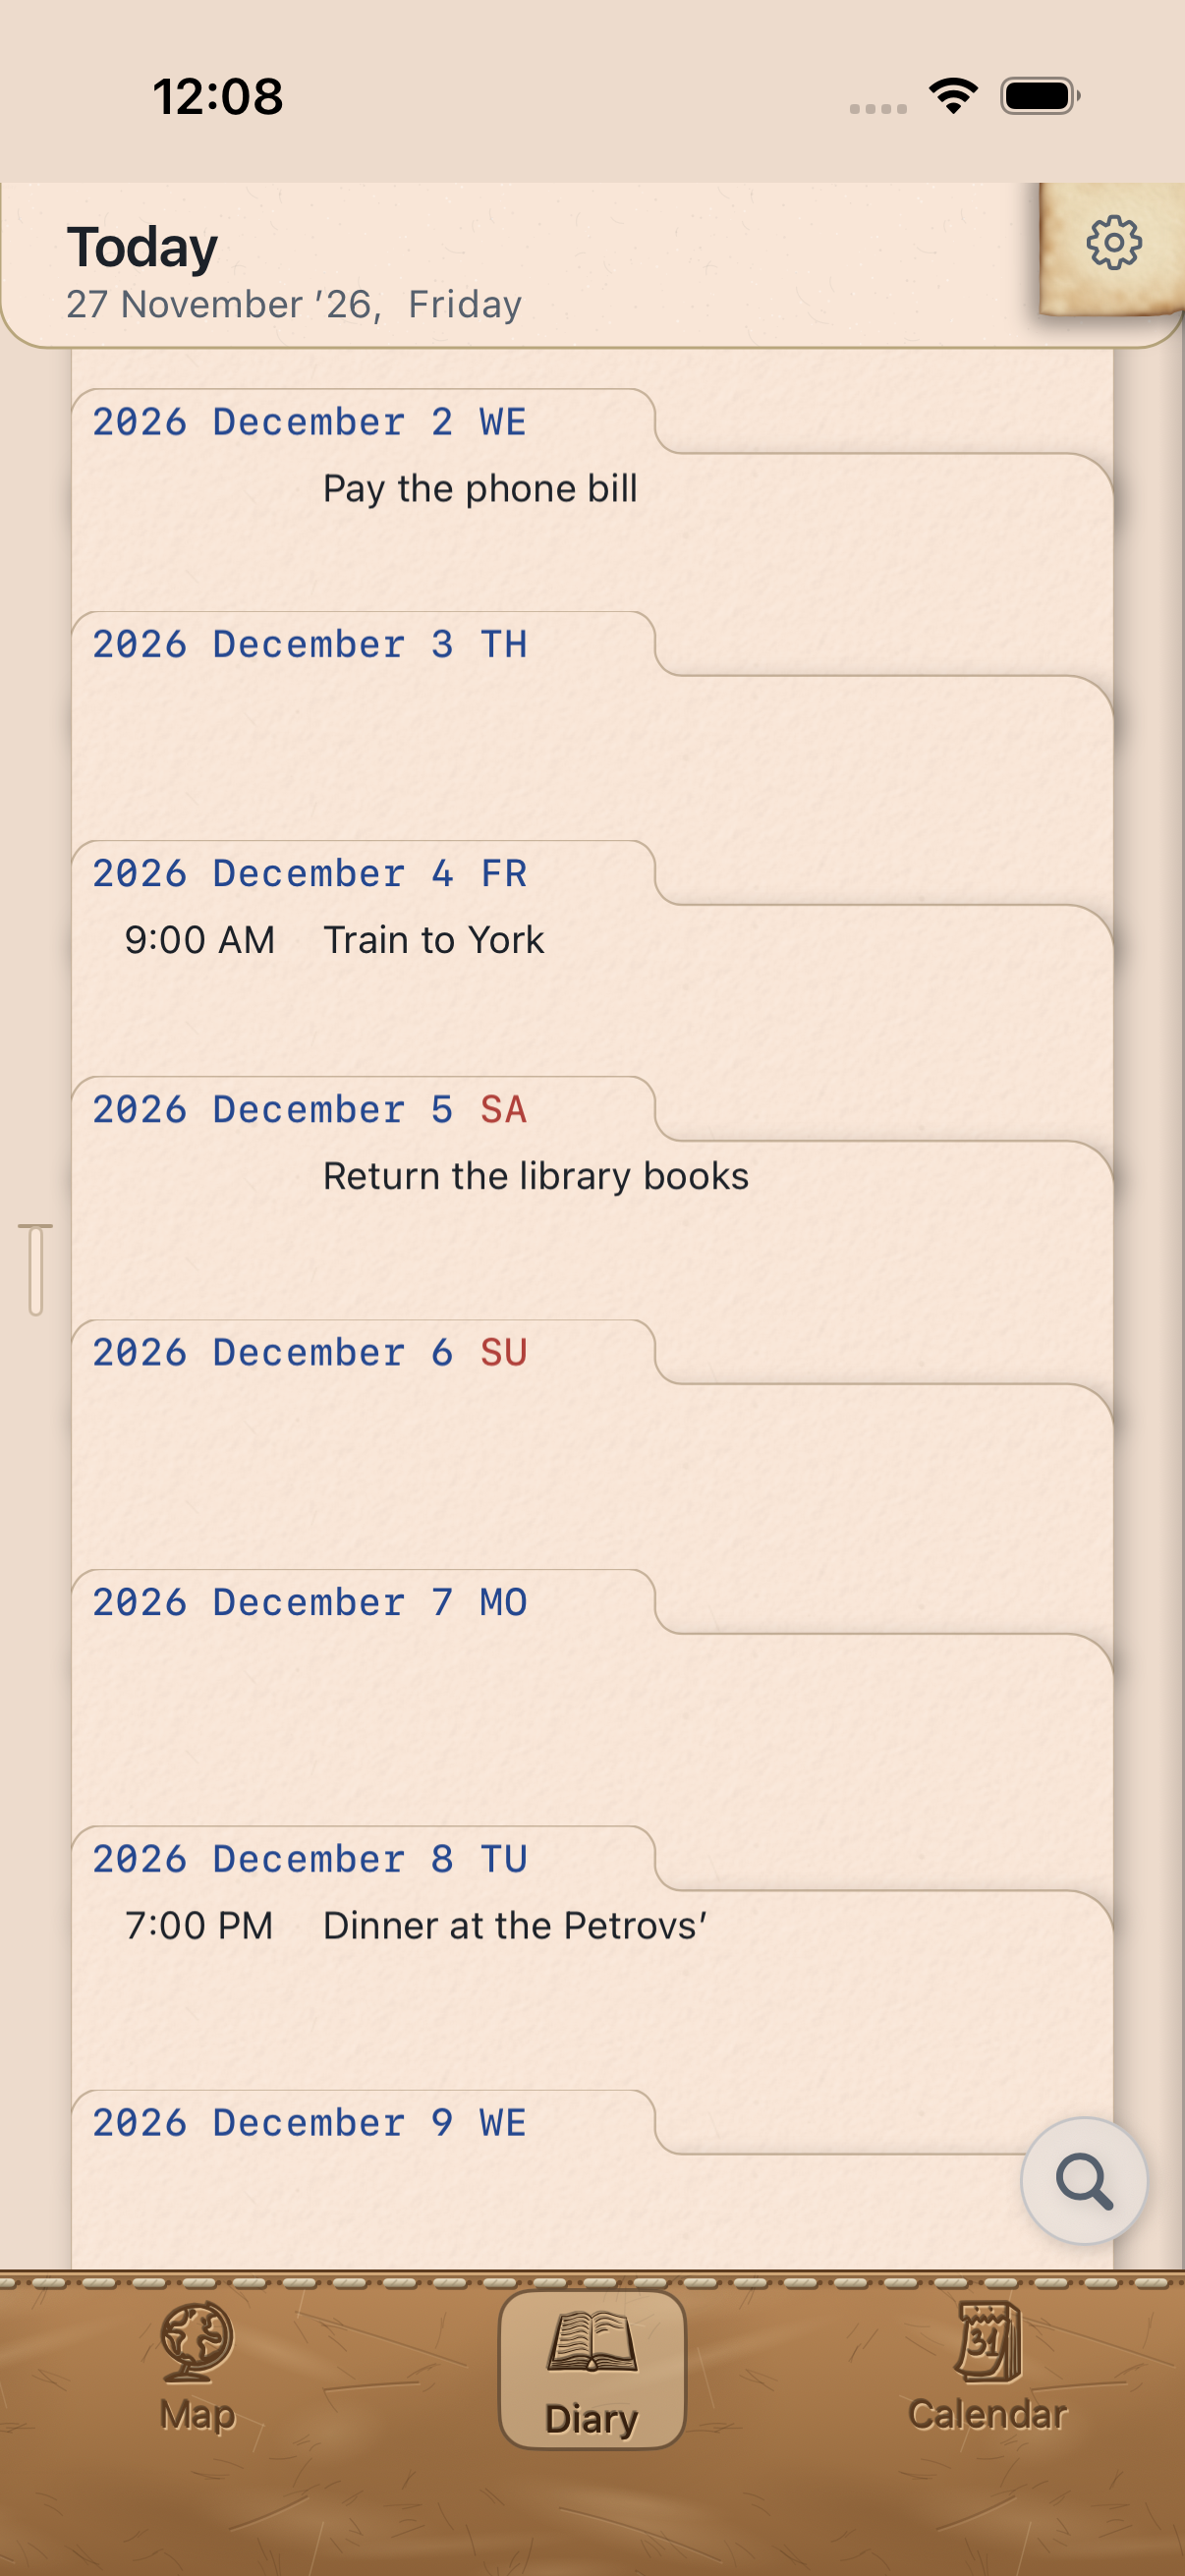 12:08
Today
27 November ’26, Friday
2026 December 2 WE
Pay the phone bill
2026 December 3 TH
2026 December 4 FR
9:00 AM Train to York
2026 December 5 SA
Return the library books
2026 December 6 SU
2026 December 7 MO
2026 December 8 TU
7:00 PM Dinner at the Petrovs’
2026 December 9 WE
31
Map Diary Calendar